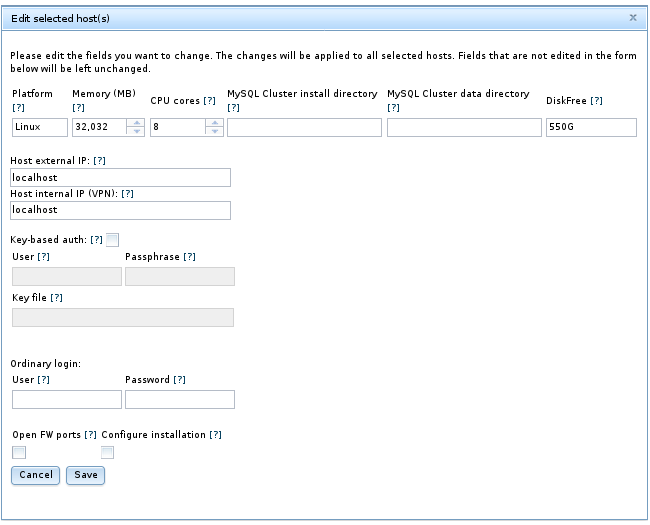 Edit selected host(s)
Please edit the fields you want to change. The changes will be applied to all selected hosts. Fields that are not edited in the form
below will be left unchanged.
Platform [?] Memory (MB) [?] CPU cores [?] MySQL Cluster install directory [?] MySQL Cluster data directory [?] DiskFree [?]
Linux 32,032 8 550G
Host external IP: [?]
localhost
Host internal IP (VPN): [?]
localhost
Key-based auth: [?]
User [?] Passphrase [?]
Key file [?]
Ordinary login:
User [?] Password [?]
Open FW ports [?] Configure installation [?]
Cancel Save